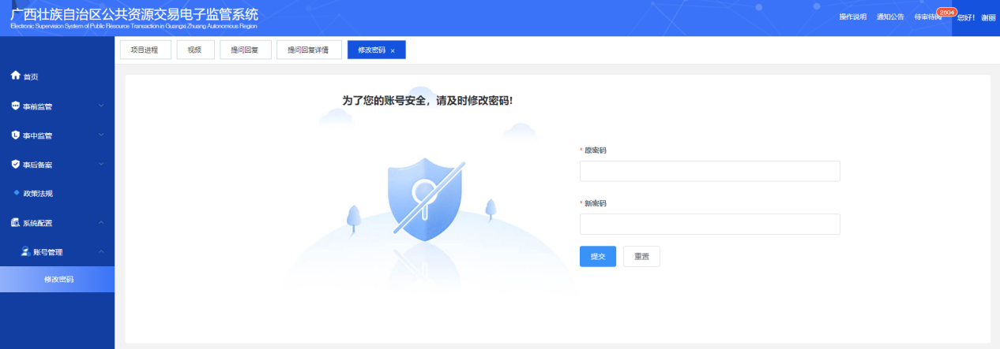 广西壮族自治区公共资源交易电子监管系统
Electronic Supervision System of Public Resource Transaction in Guangxi Zhuang Autonomous Region
操作说明 通知公告 待审待阅 2604 您好! 谢丽
项目进程 视频 提问回复 提问回复详情 修改密码 ×
首页
事前监管
事中监管
事后备案
政策法规
系统配置
账号管理
修改密码
为了您的账号安全，请及时修改密码!
* 原密码
* 新密码
提交 重置